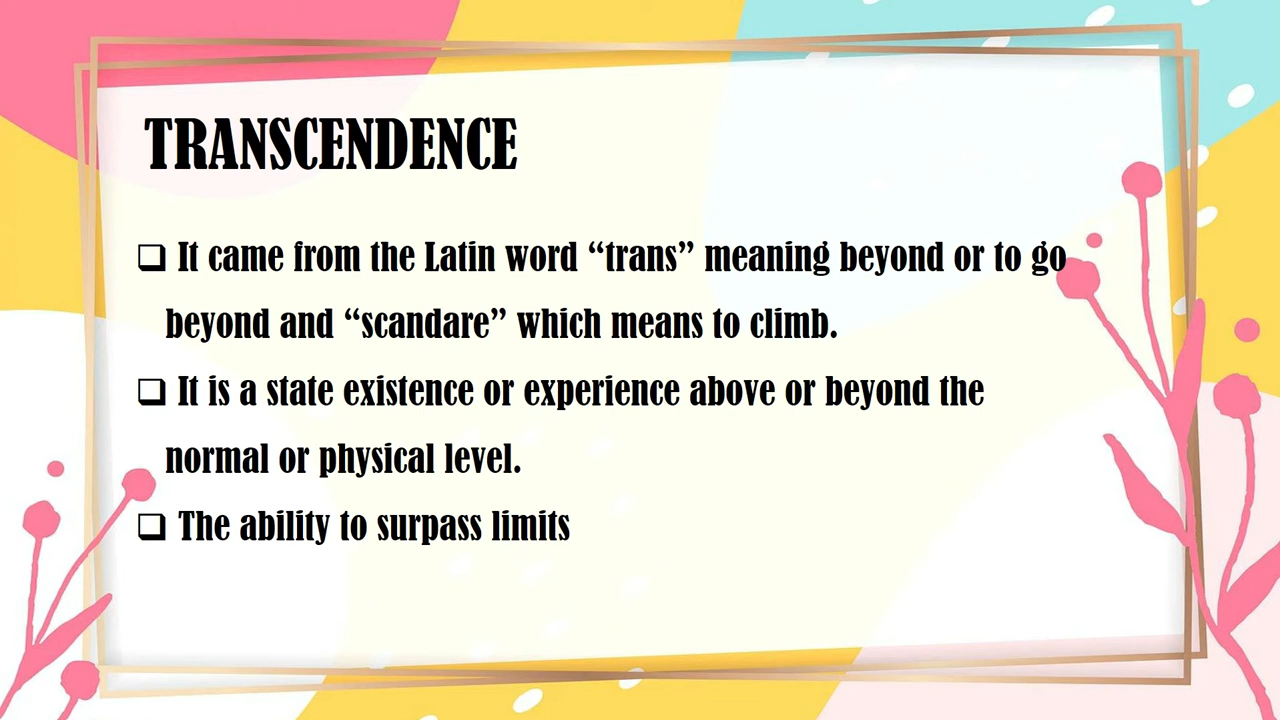 TRANSCENDENCE
❑ It came from the Latin word “trans” meaning beyond or to go
beyond and “scandare” which means to climb.
❑ It is a state existence or experience above or beyond the
normal or physical level.
❑ The ability to surpass limits